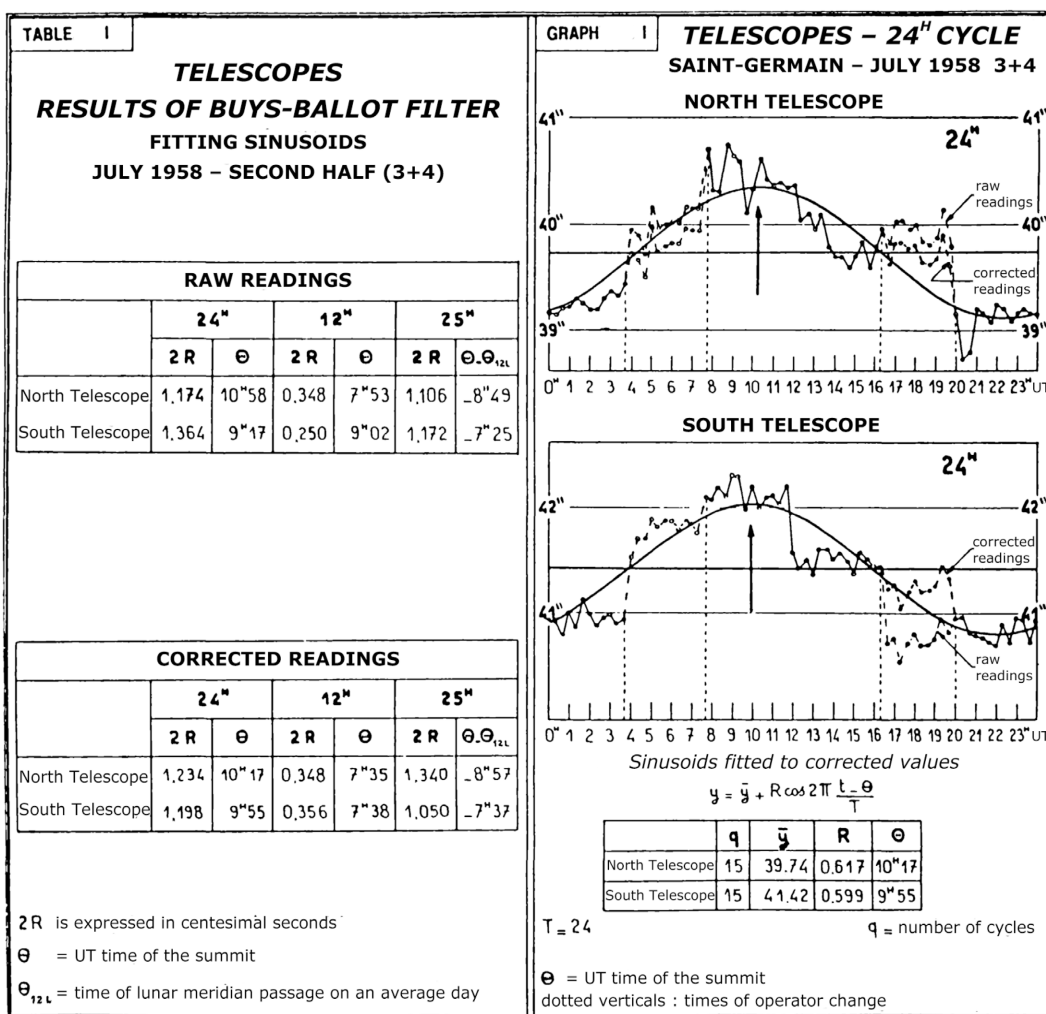 TABLE I
TELESCOPES
RESULTS OF BUYS-BALLOT FILTER
FITTING SINUSOIDS
JULY 1958 – SECOND HALF (3+4)
RAW READINGS
24ᴴ 12ᴴ 25ᴴ
2 R Θ 2 R Θ 2 R Θ-Θ₁₂L
North Telescope 1,174 10ᴴ58 0,348 7ᴴ53 1,106 -8ᴴ49
South Telescope 1,364 9ᴴ17 0,250 9ᴴ02 1,172 -7ᴴ25
CORRECTED READINGS
24ᴴ 12ᴴ 25ᴴ
2 R Θ 2 R Θ 2 R Θ-Θ₁₂L
North Telescope 1,234 10ᴴ17 0,348 7ᴴ35 1,340 -8ᴴ57
South Telescope 1,198 9ᴴ55 0,356 7ᴴ38 1,050 -7ᴴ37
2 R is expressed in centesimal seconds
Θ = UT time of the summit
Θ₁₂L = time of lunar meridian passage on an average day
GRAPH I
TELESCOPES – 24ᴴ CYCLE
SAINT-GERMAIN – JULY 1958 3+4
NORTH TELESCOPE
41" 41"
24ᴴ
raw
readings
40" 40"
corrected
readings
39" 39"
0ᴴ 1 2 3 4 5 6 7 8 9 10 11 12 13 14 15 16 17 18 19 20 21 22 23ᴴ UT
SOUTH TELESCOPE
24ᴴ
42" 42"
corrected
readings
41" 41"
raw
readings
0ᴴ 1 2 3 4 5 6 7 8 9 10 11 12 13 14 15 16 17 18 19 20 21 22 23ᴴ UT
Sinusoids fitted to corrected values
y = ȳ + R cos 2π (t - Θ)/T
q ȳ R Θ
North Telescope 15 39.74 0.617 10ᴴ17
South Telescope 15 41.42 0.599 9ᴴ55
T = 24 q = number of cycles
Θ = UT time of the summit
dotted verticals : times of operator change